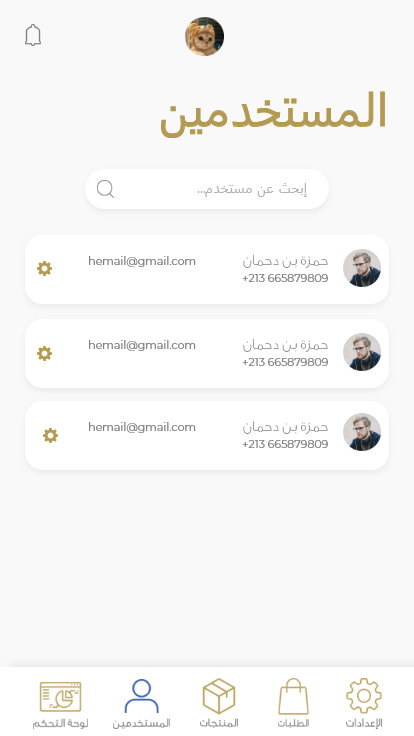 المستخدمين
إبحث عن مستخدم...
حمزة بن دحمان
hemail@gmail.com
+213 665879809
حمزة بن دحمان
hemail@gmail.com
+213 665879809
حمزة بن دحمان
hemail@gmail.com
+213 665879809
الإعدادات
الطلبات
المنتجات
المستخدمين
لوحة التحكم